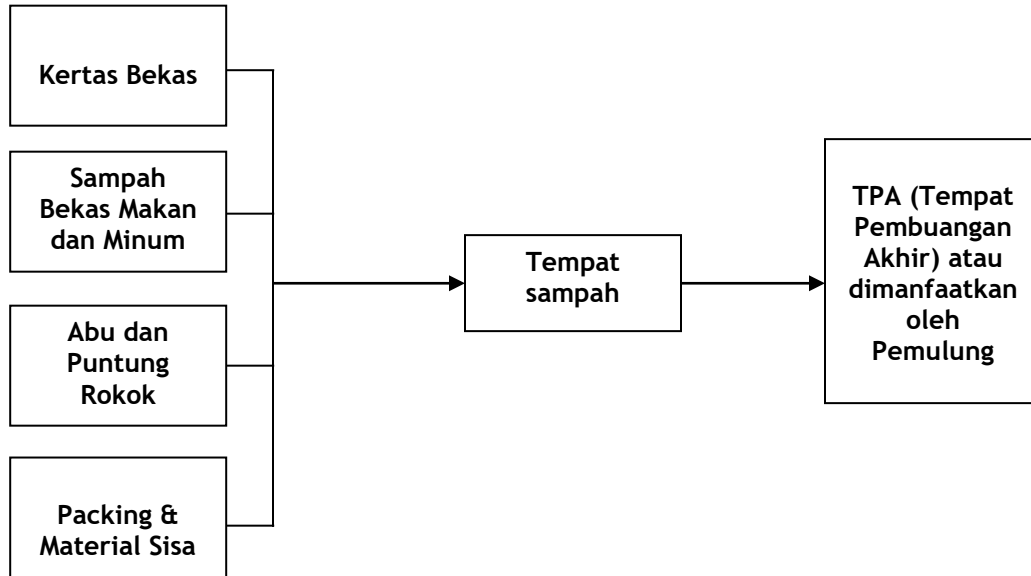 Kertas Bekas
Sampah
Bekas Makan
dan Minum
Abu dan
Puntung
Rokok
Packing &
Material Sisa
Tempat
sampah
TPA (Tempat
Pembuangan
Akhir) atau
dimanfaatkan
oleh
Pemulung